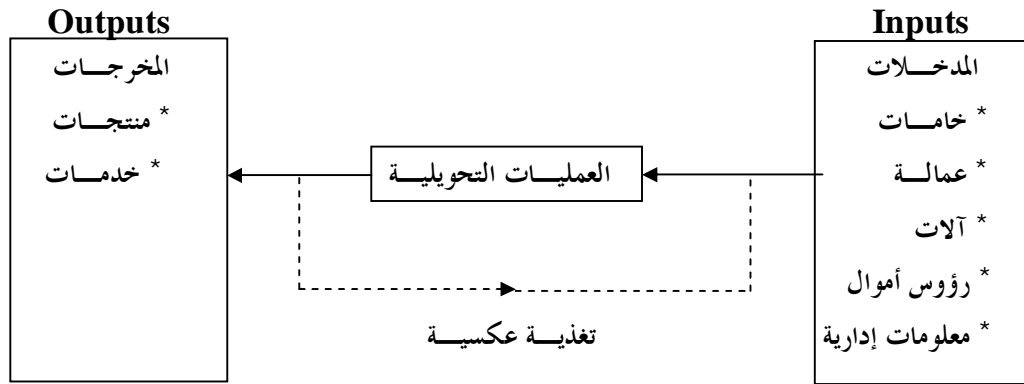 Inputs
المدخـــلات
* خامـــات
* عمالـــة
* آلات
* رؤوس أموال
* معلومات إدارية
العمليـــات التحويليـــة
تغذيـــة عكسيـــة
Outputs
المخرجـــات
* منتجـــات
* خدمـــات